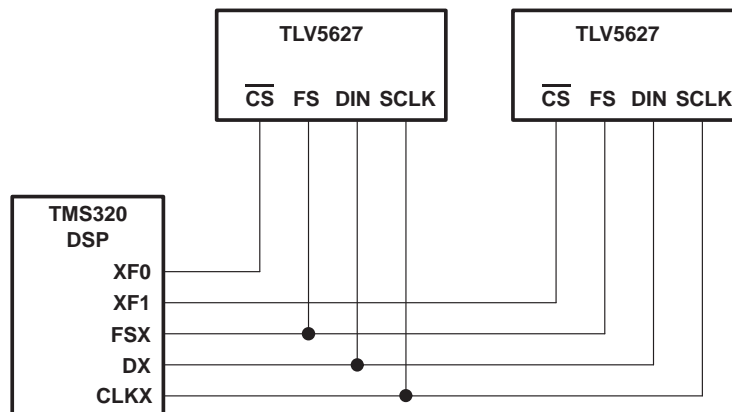 TLV5627
TLV5627
CS FS DIN SCLK
CS FS DIN SCLK
TMS320
DSP
XF0
XF1
FSX
DX
CLKX